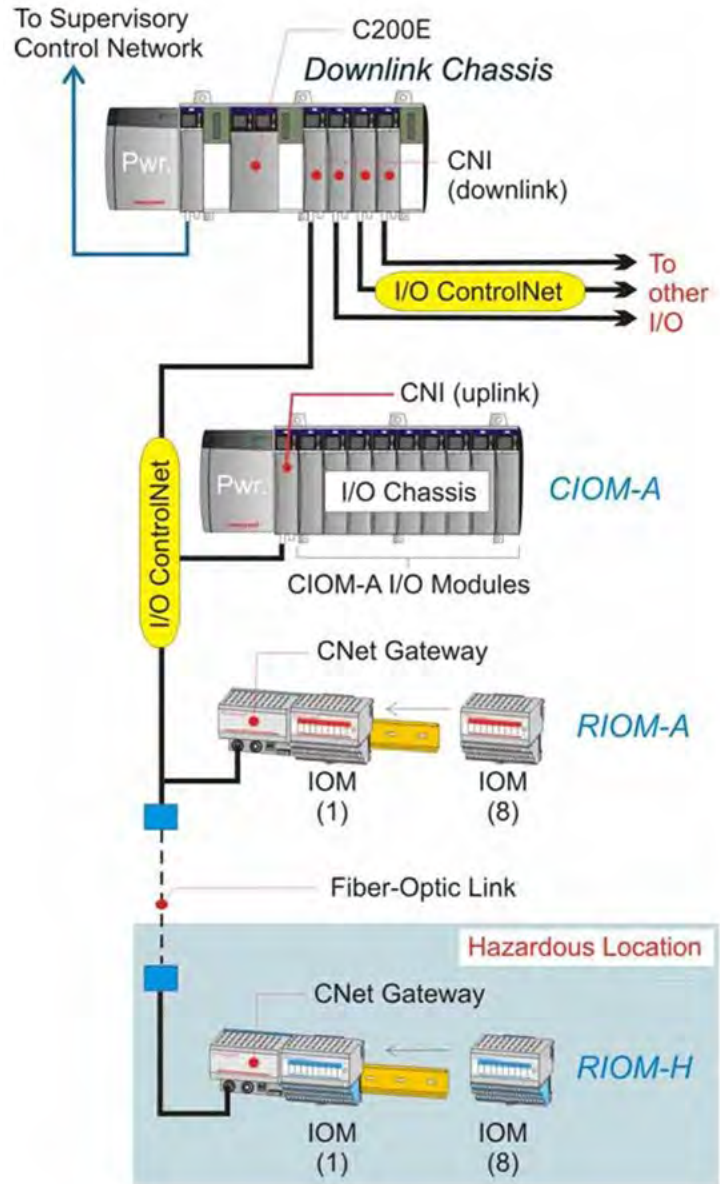 To Supervisory
Control Network
C200E
Downlink Chassis
Pwr.
CNI
(downlink)
To
other
I/O
I/O ControlNet
CNI (uplink)
Pwr.
I/O Chassis
CIOM-A
I/O ControlNet
CIOM-A I/O Modules
CNet Gateway
RIOM-A
IOM
(1)
IOM
(8)
Fiber-Optic Link
Hazardous Location
CNet Gateway
RIOM-H
IOM
(1)
IOM
(8)